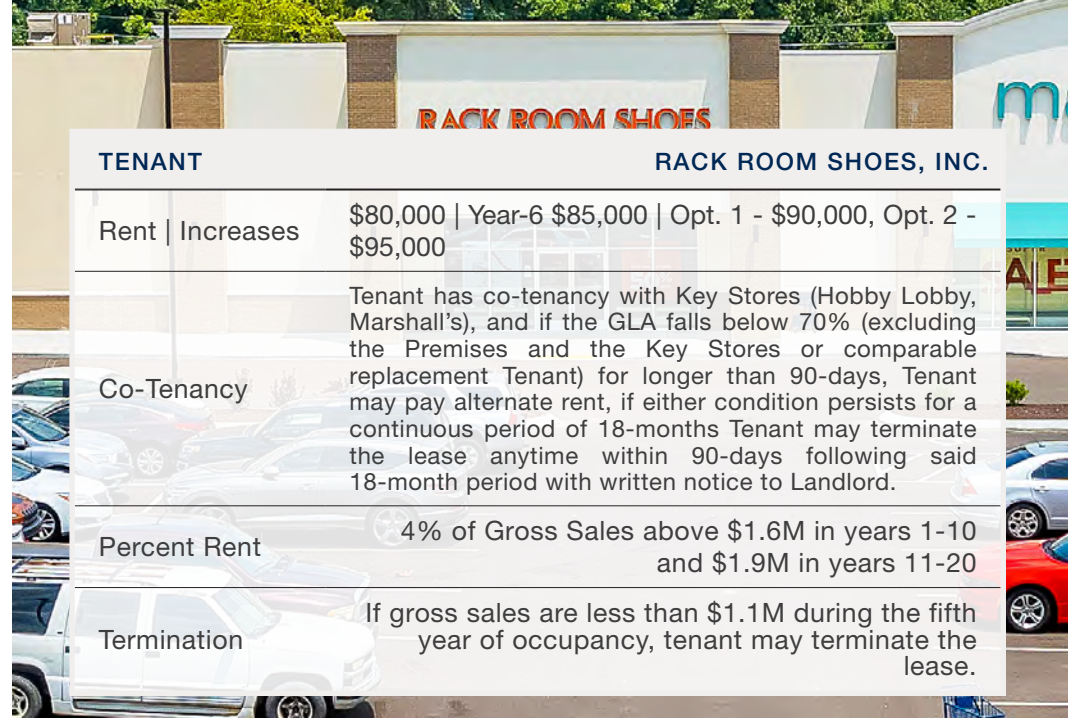 RACK ROOM SHOES
TENANT RACK ROOM SHOES, INC.
Rent | Increases
$80,000 | Year-6 $85,000 | Opt. 1 - $90,000, Opt. 2 -
$95,000
Co-Tenancy
Tenant has co-tenancy with Key Stores (Hobby Lobby,
Marshall's), and if the GLA falls below 70% (excluding
the Premises and the Key Stores or comparable
replacement Tenant) for longer than 90-days, Tenant
may pay alternate rent, if either condition persists for a
continuous period of 18-months Tenant may terminate
the lease anytime within 90-days following said
18-month period with written notice to Landlord.
Percent Rent
4% of Gross Sales above $1.6M in years 1-10
and $1.9M in years 11-20
Termination
If gross sales are less than $1.1M during the fifth
year of occupancy, tenant may terminate the
lease.